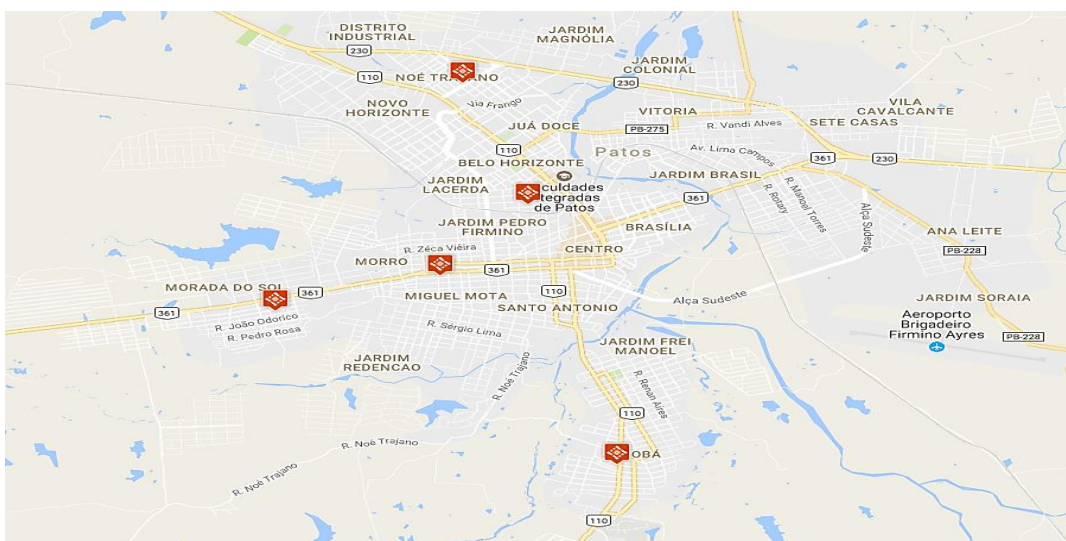 DISTRITO
INDUSTRIAL
JARDIM
MAGNÓLIA
230
110
NOÉ TRAJANO
JARDIM
COLONIAL
230
NOVO
HORIZONTE
Via Frango
VITORIA
VILA
CAVALCANTE
SETE CASAS
R. Vandi Alves
PB-275
JUÁ DOCE
110
Patos
Av. Lima Campos
361
230
BELO HORIZONTE
JARDIM
LACERDA
culdades
tegradas
de Patos
JARDIM BRASIL
361
R. Rotary
R. Manoel Torres
Alça Sudeste
JARDIM PEDRO
FIRMINO
BRASÍLIA
ANA LEITE
PB-228
R. Zéca Viêira
CENTRO
MORRO
361
MORADA DO SOL
361
361
110
MIGUEL MOTA
SANTO ANTONIO
Alça Sudeste
JARDIM SORAIA
Aeroporto
Brigadeiro
Firmino Ayres
PB-228
R. João Odorico
R. Pedro Rosa
R. Sérgio Lima
JARDIM FREI
MANOEL
JARDIM
REDENCAO
R. Noé Trajano
R. Renan Aires
110
R. Noé Trajano
OBÁ
R. Noé Trajano
110